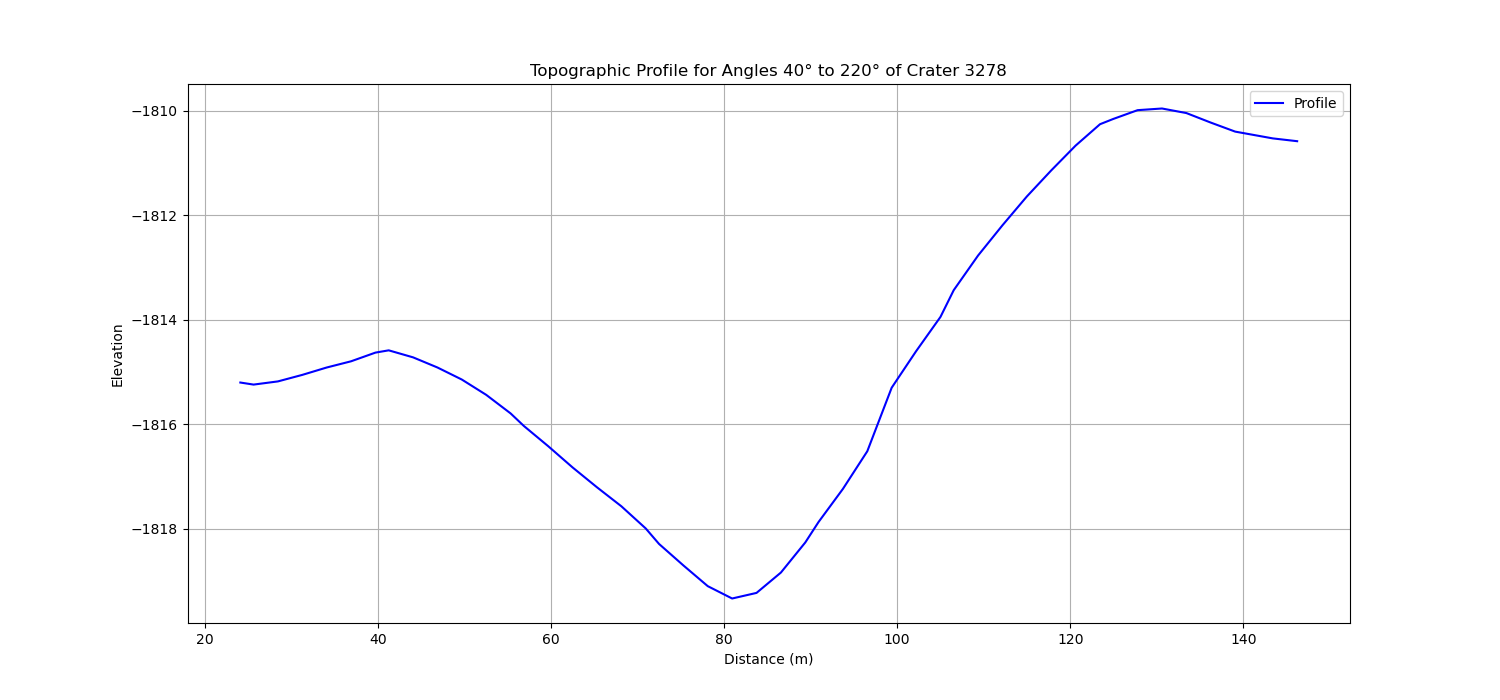 Topographic Profile for Angles 40° to 220° of Crater 3278
Profile
−1810
−1812
−1814
−1816
−1818
Elevation
20 40 60 80 100 120 140
Distance (m)